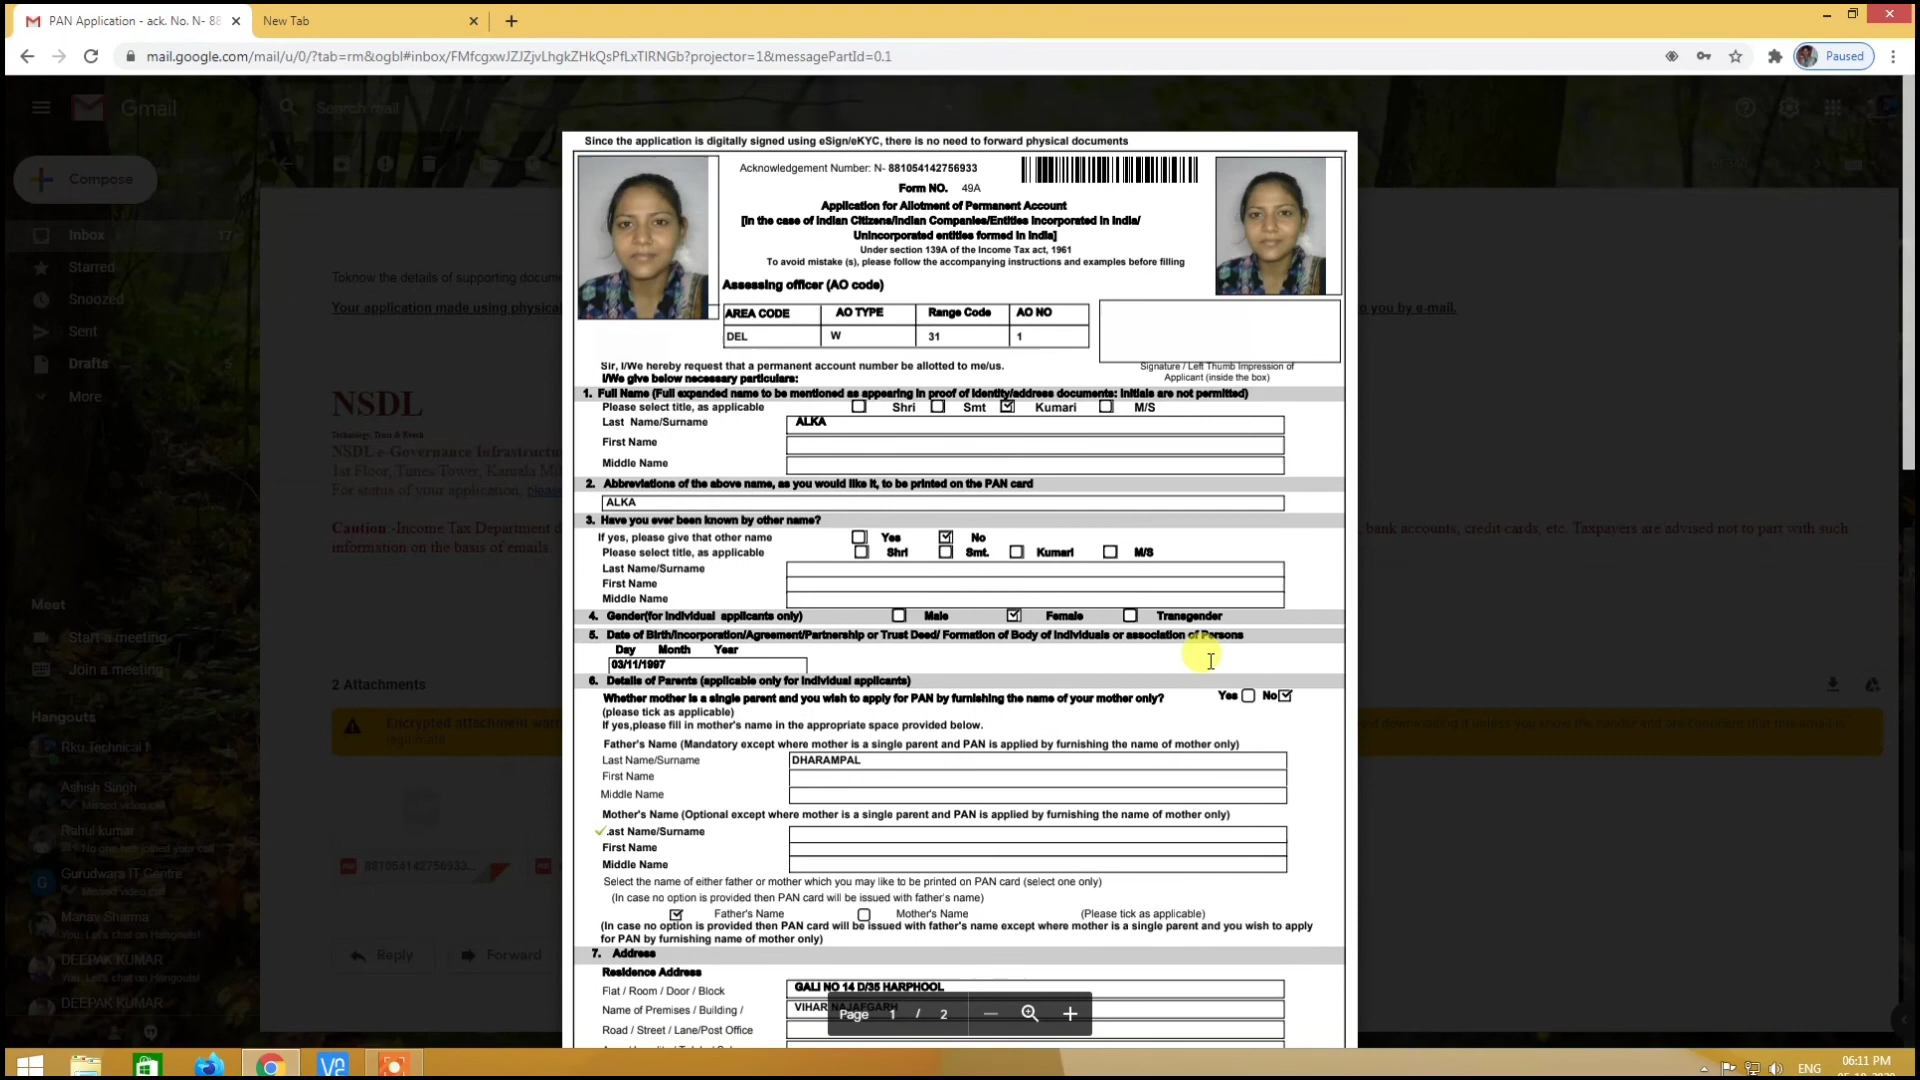 PAN Application - ack. No. N- 88
New Tab
mail.google.com/mail/u/0/?tab=rm&ogbl#inbox/FMfcgxwJZJZjvLhgkZHkQsPfLxTlRNGb?projector=1&messagePartId=0.1
Paused
Gmail
Search mail
Compose
Inbox 17
Starred
Snoozed
Sent
Drafts
More
Meet
Start a meeting
Join a meeting
Hangouts
Rku Technical
Ashish Singh
Missed video call
Rahul kumar
No one has joined your call
Gurudwara IT Centre
Missed video call
Manav Sharma
You: Let's chat on Hangouts!
DEEPAK KUMAR
You: Let's chat on Hangouts!
DEEPAK KUMAR
Toknow the details of supporting docume
Your application made using physica
you by e-mail.
NSDL
Technology, Trust & Reach
NSDL e-Governance Infrastructu
1st Floor, Times Tower, Kamala Mil
For status of your application, please
Caution:-Income Tax Department d
bank accounts, credit cards, etc. Taxpayers are advised not to part with such
information on the basis of emails.
2 Attachments
Encrypted attachment war
legitimate
881054142756933...
Reply
Forward
Since the application is digitally signed using eSign/eKYC, there is no need to forward physical documents
Acknowledgement Number: N- 881054142756933
Form NO. 49A
Application for Allotment of Permanent Account
[In the case of Indian Citizens/Indian Companies/Entities incorporated in India/
Unincorporated entities formed in India]
Under section 139A of the Income Tax act, 1961
To avoid mistake (s), please follow the accompanying instructions and examples before filling
Assessing officer (AO code)
AREA CODE AO TYPE Range Code AO NO
DEL W 31 1
Sir, I/We hereby request that a permanent account number be allotted to me/us.
I/We give below necessary particulars:
Signature / Left Thumb Impression of
Applicant (inside the box)
1. Full Name (Full expanded name to be mentioned as appearing in proof of identity/address documents: initials are not permitted)
Please select title, as applicable Shri Smt Kumari M/S
Last Name/Surname ALKA
First Name
Middle Name
2. Abbreviations of the above name, as you would like it, to be printed on the PAN card
ALKA
3. Have you ever been known by other name?
If yes, please give that other name Yes No
Please select title, as applicable Shri Smt. Kumari M/S
Last Name/Surname
First Name
Middle Name
4. Gender(for individual applicants only) Male Female Transgender
5. Date of Birth/Incorporation/Agreement/Partnership or Trust Deed/ Formation of Body of Individuals or association of Persons
Day Month Year
03/11/1997
6. Details of Parents (applicable only for individual applicants)
Whether mother is a single parent and you wish to apply for PAN by furnishing the name of your mother only? Yes No
(please tick as applicable)
If yes,please fill in mother's name in the appropriate space provided below.
Father's Name (Mandatory except where mother is a single parent and PAN is applied by furnishing the name of mother only)
Last Name/Surname DHARAMPAL
First Name
Middle Name
Mother's Name (Optional except where mother is a single parent and PAN is applied by furnishing the name of mother only)
Last Name/Surname
First Name
Middle Name
Select the name of either father or mother which you may like to be printed on PAN card (select one only)
(In case no option is provided then PAN card will be issued with father's name)
Father's Name Mother's Name (Please tick as applicable)
(In case no option is provided then PAN card will be issued with father's name except where mother is a single parent and you wish to apply
for PAN by furnishing name of mother only)
7. Address
Residence Address
Flat / Room / Door / Block GALI NO 14 D/35 HARPHOOL
Name of Premises / Building / VIHAR NAJAFGARH
Road / Street / Lane/Post Office
Page 1 / 2
ENG
06:11 PM